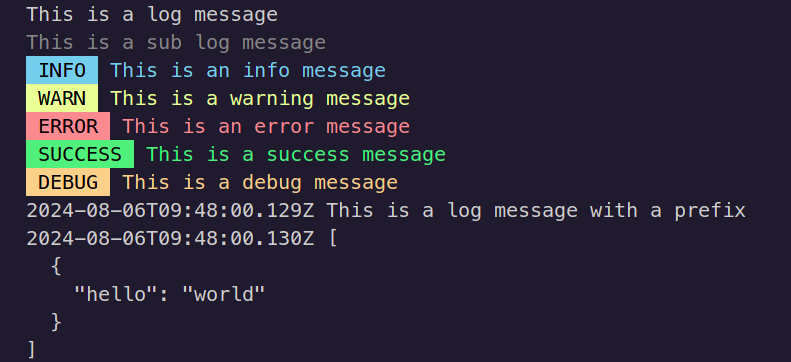 This is a log message
This is a sub log message
INFO This is an info message
WARN This is a warning message
ERROR This is an error message
SUCCESS This is a success message
DEBUG This is a debug message
2024-08-06T09:48:00.129Z This is a log message with a prefix
2024-08-06T09:48:00.130Z [
  {
    "hello": "world"
  }
]